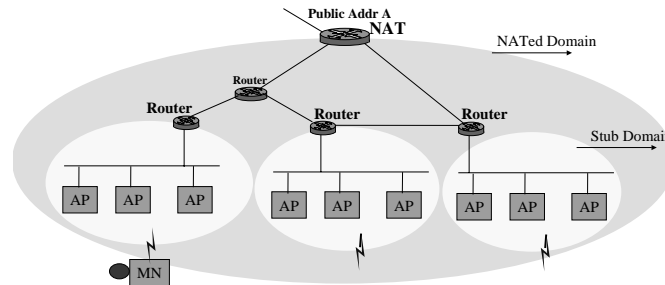 Public Addr A
NAT
NATed Domain
Router
Router
Router
Router
Stub Domain
AP
AP
AP
AP
AP
AP
AP
AP
AP
MN